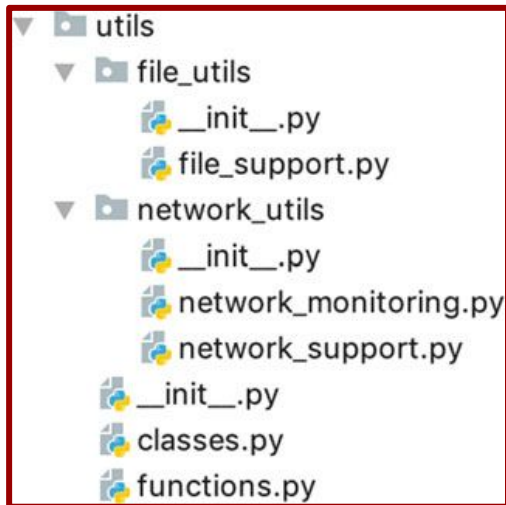 utils
file_utils
__init__.py
file_support.py
network_utils
__init__.py
network_monitoring.py
network_support.py
__init__.py
classes.py
functions.py